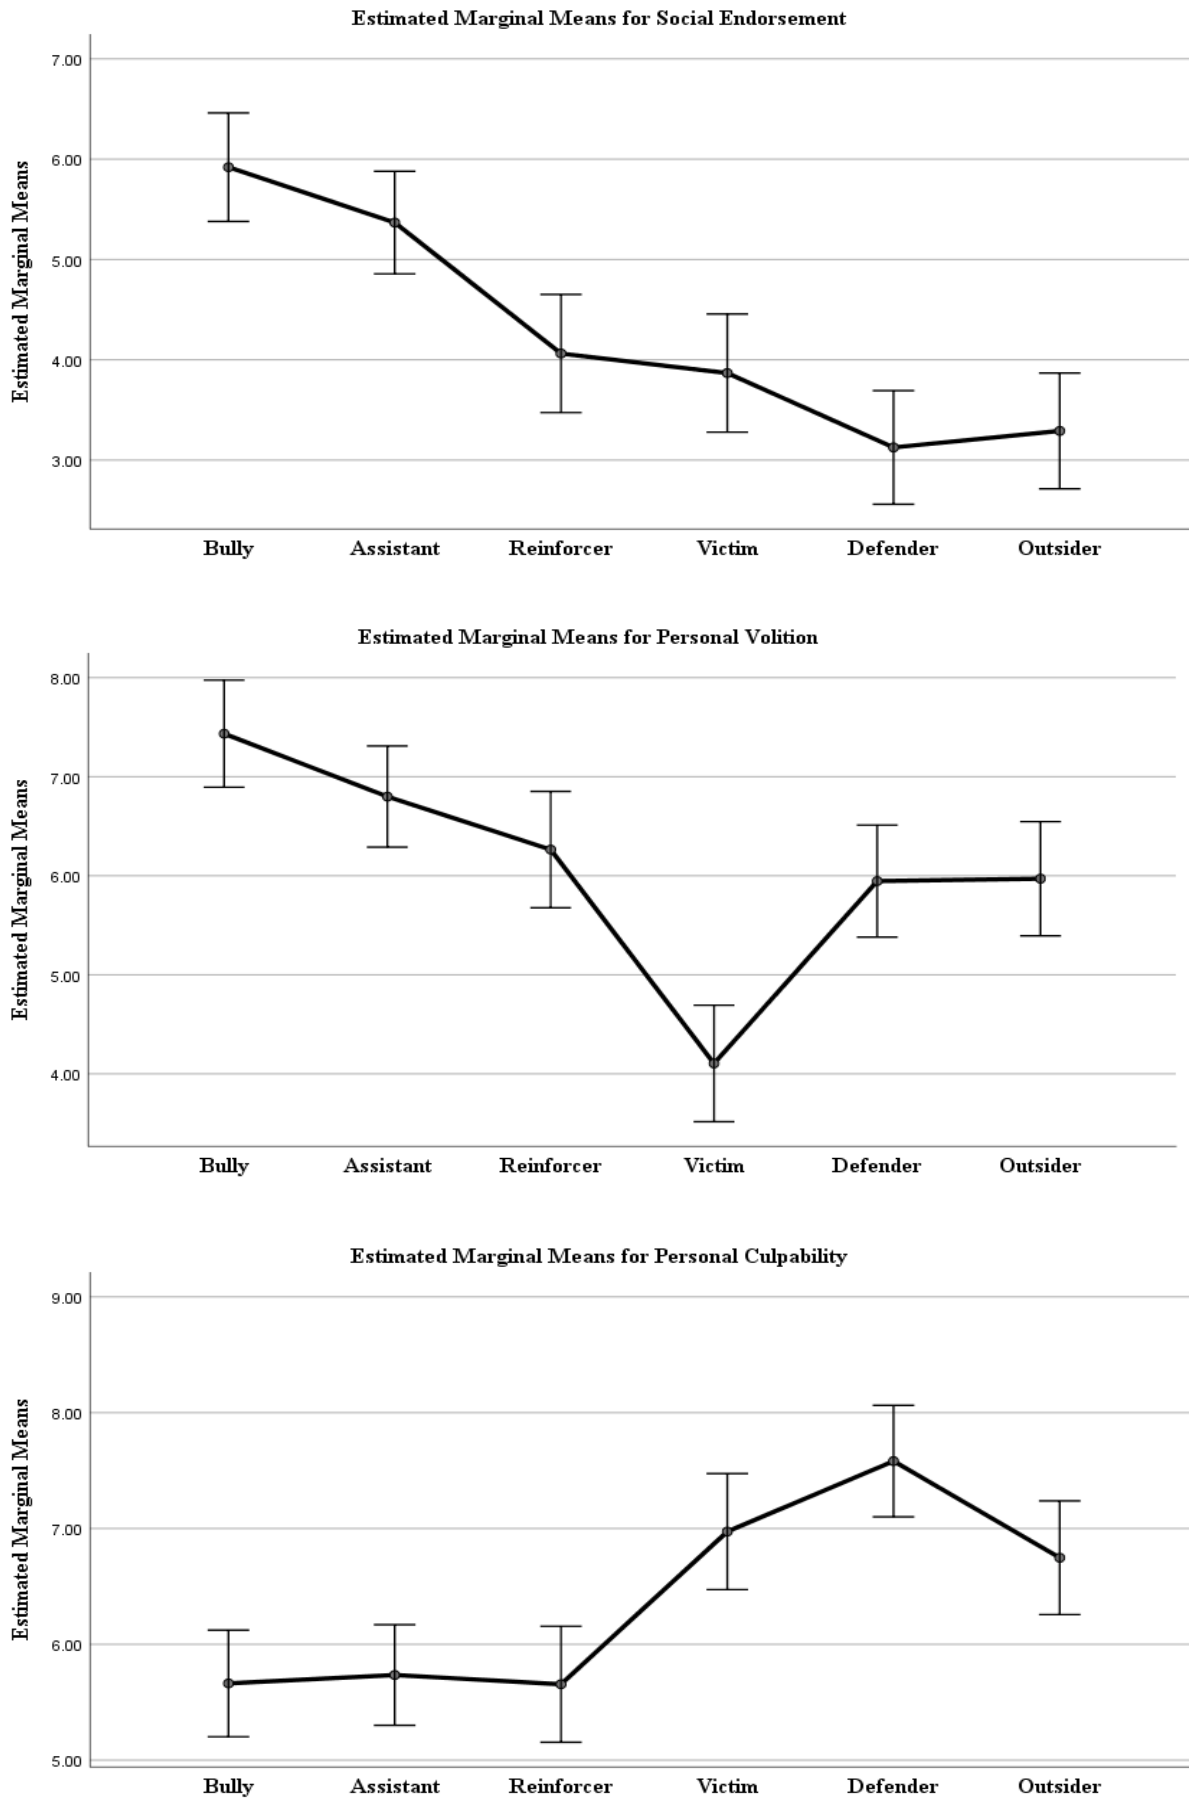 Estimated Marginal Means for Social Endorsement
Estimated Marginal Means
7.00
6.00
5.00
4.00
3.00
Bully Assistant Reinforcer Victim Defender Outsider
Estimated Marginal Means for Personal Volition
Estimated Marginal Means
8.00
7.00
6.00
5.00
4.00
Bully Assistant Reinforcer Victim Defender Outsider
Estimated Marginal Means for Personal Culpability
Estimated Marginal Means
9.00
8.00
7.00
6.00
5.00
Bully Assistant Reinforcer Victim Defender Outsider